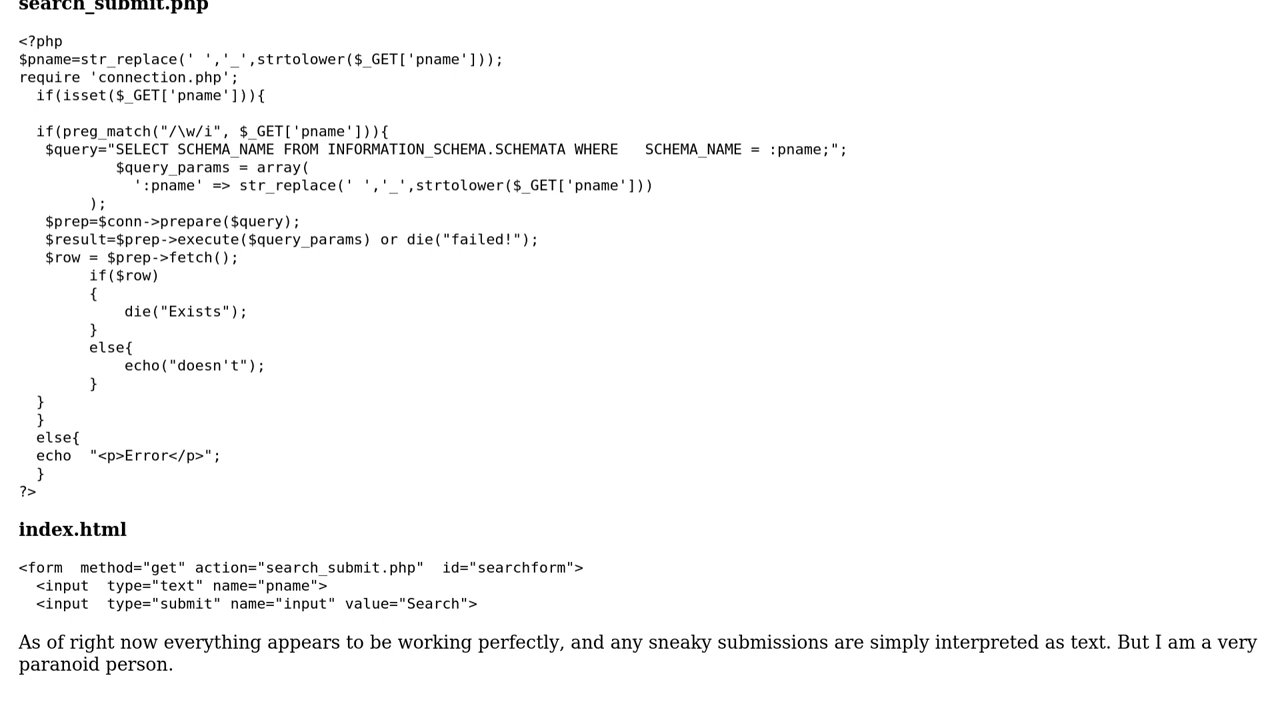 search_submit.php
<?php
$pname=str_replace(' ','_',strtolower($_GET['pname']));
require 'connection.php';
  if(isset($_GET['pname'])){
  if(preg_match("/\w/i", $_GET['pname'])){
   $query="SELECT SCHEMA_NAME FROM INFORMATION_SCHEMA.SCHEMATA WHERE   SCHEMA_NAME = :pname;";
           $query_params = array(
             ':pname' => str_replace(' ','_',strtolower($_GET['pname']))
        );
   $prep=$conn->prepare($query);
   $result=$prep->execute($query_params) or die("failed!");
   $row = $prep->fetch();
        if($row)
        {
            die("Exists");
        }
        else{
            echo("doesn't");
        }
  }
  }
  else{
  echo  "<p>Error</p>";
  }
?>
index.html
<form  method="get" action="search_submit.php"  id="searchform">
  <input  type="text" name="pname">
  <input  type="submit" name="input" value="Search">
As of right now everything appears to be working perfectly, and any sneaky submissions are simply interpreted as text. But I am a very
paranoid person.